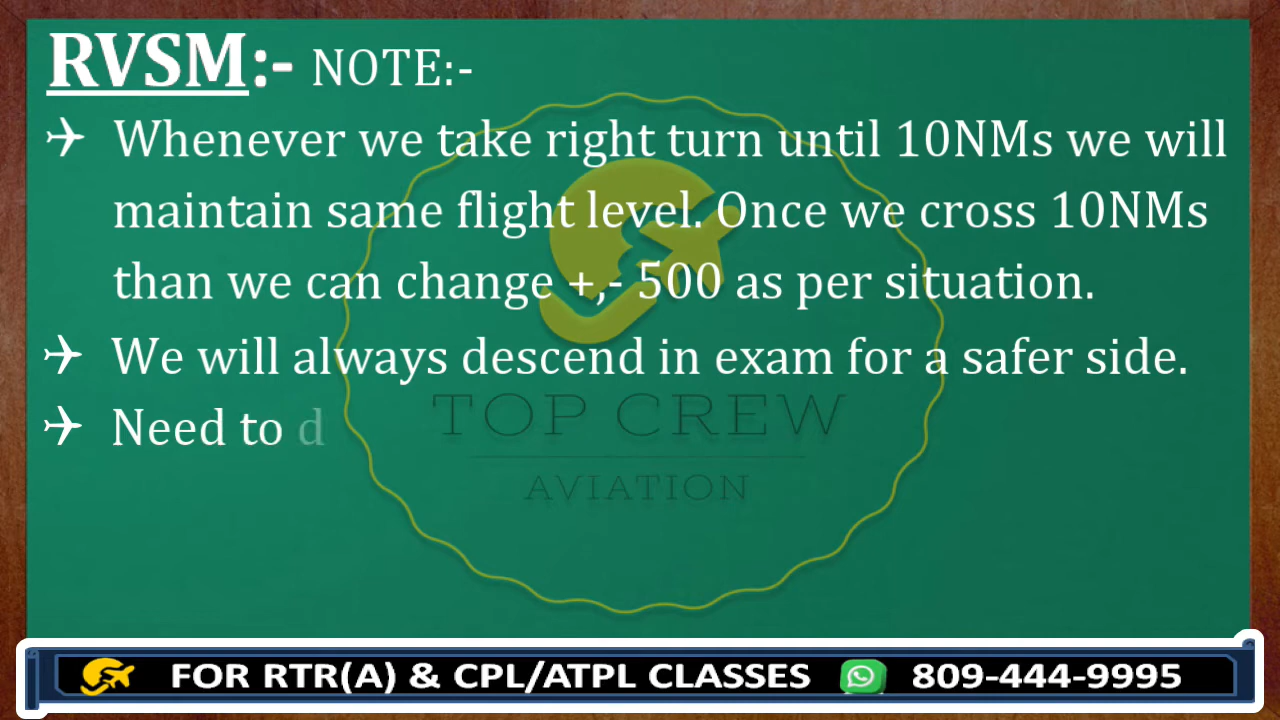 RVSM:- NOTE:-
✈ Whenever we take right turn until 10NMs we will
maintain same flight level. Once we cross 10NMs
than we can change +,- 500 as per situation.
✈ We will always descend in exam for a safer side.
✈ Need to d
TOP CREW
AVIATION
FOR RTR(A) & CPL/ATPL CLASSES 809-444-9995